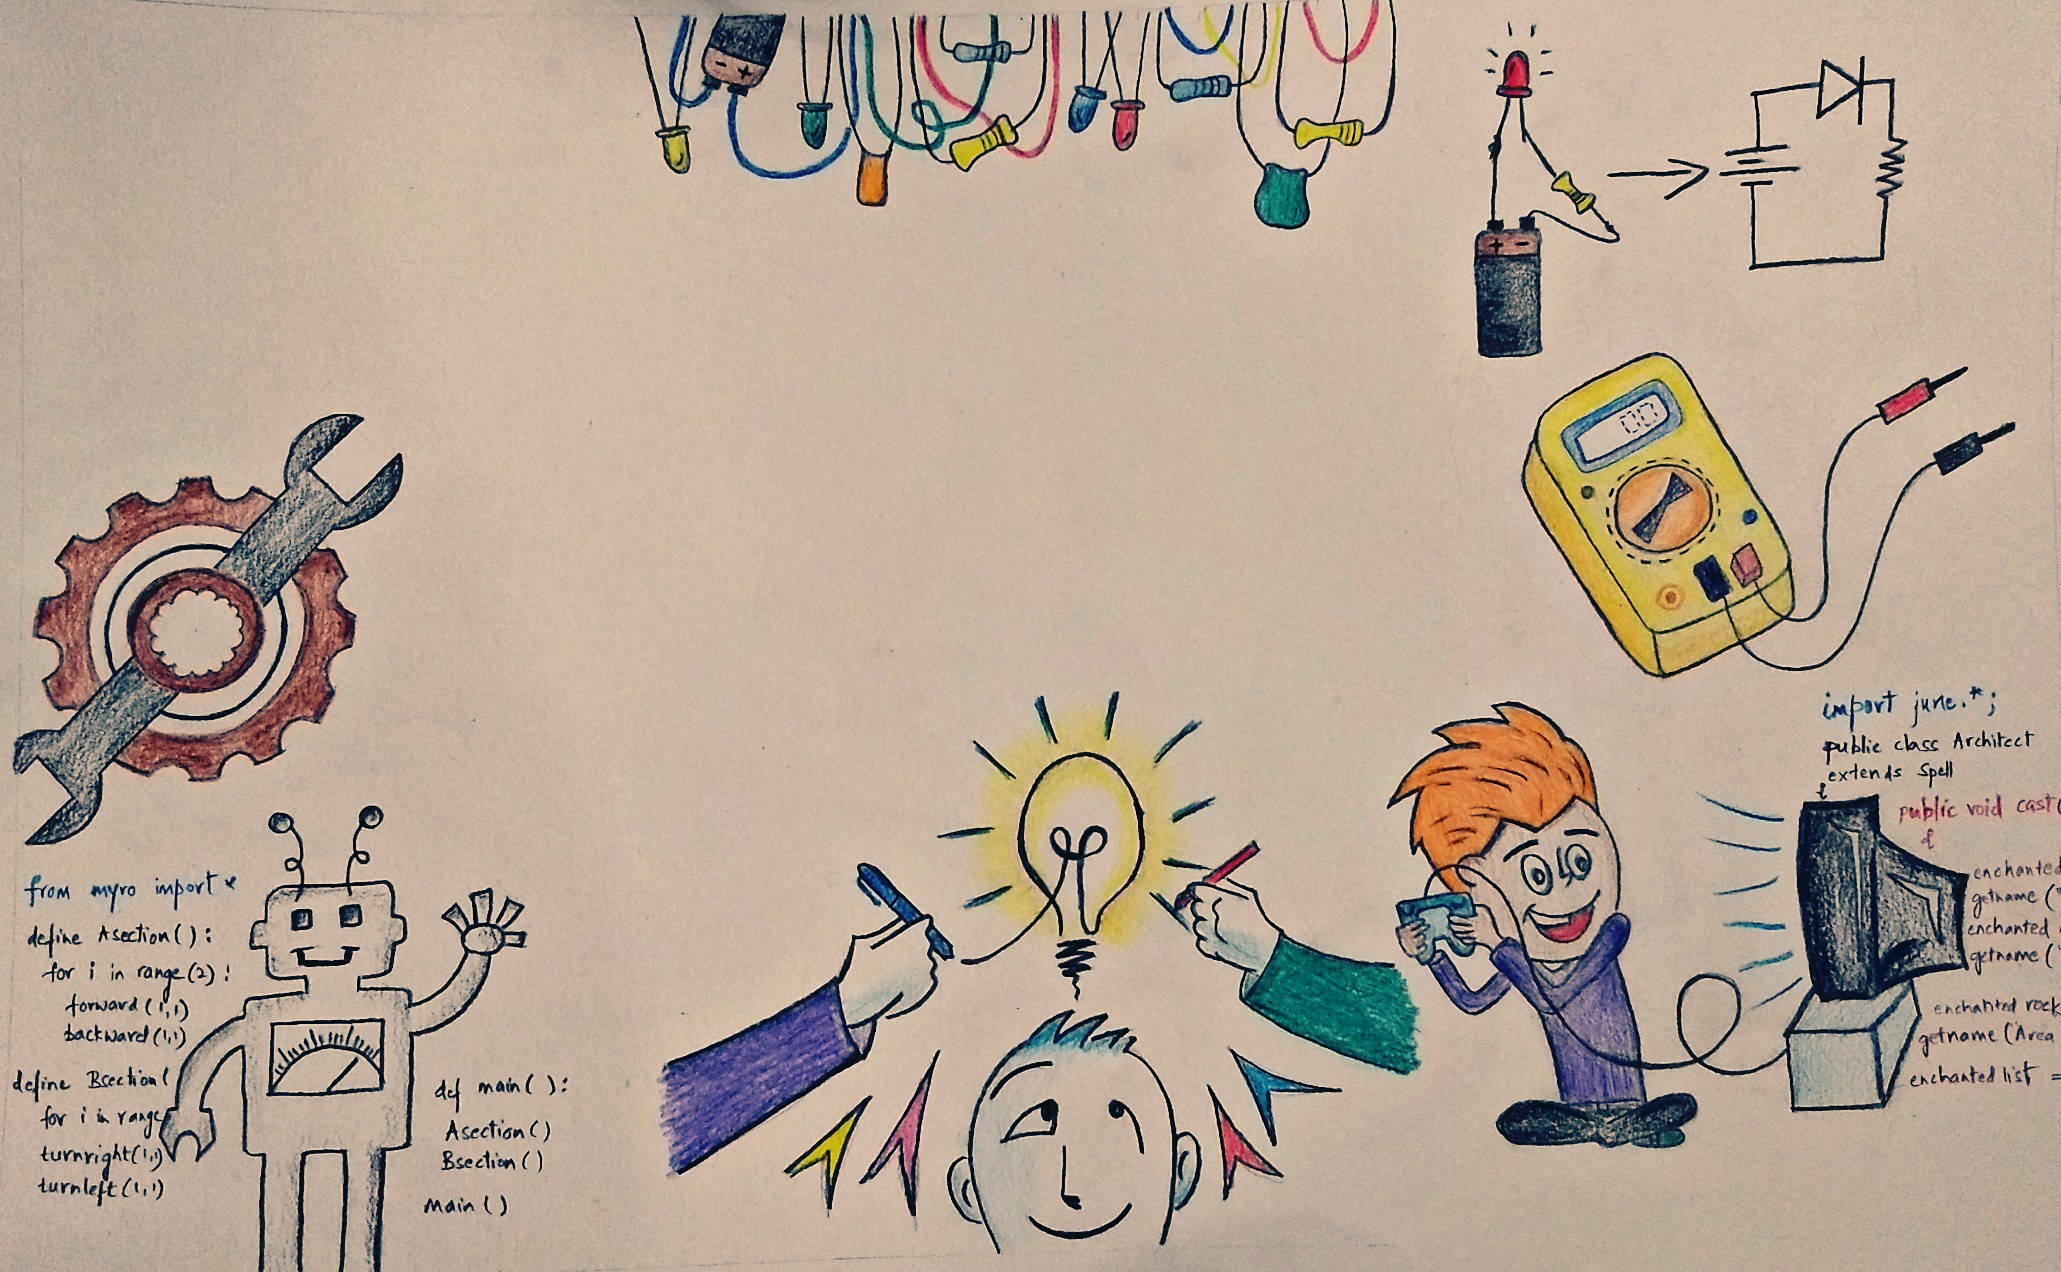 - +
+ -
00
from myro import *
define Asection():
for i in range(2):
forward(1,1)
backward(1,1)
define Bsection(
for i in range
turnright(1,1)
turnleft(1,1)
def main():
Asection()
Bsection()
main()
import june.*;
public class Architect
extends Spell
{
public void cast(
{
enchanted
getname("
enchanted
getname("
enchanted rock
getname (Area
enchanted list =